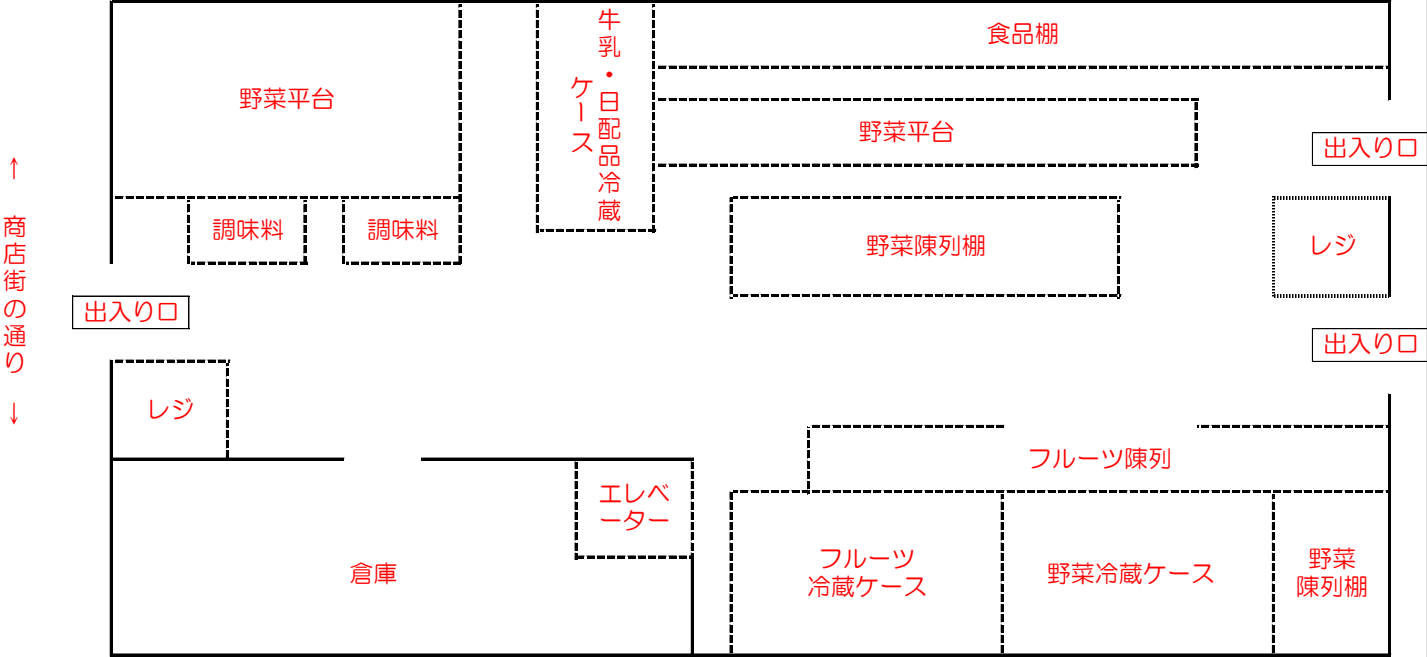 食品棚
牛乳・日配品冷蔵
ケース
野菜平台
野菜平台
出入り口
調味料
調味料
野菜陳列棚
レジ
↑ 商店街の通り ↓
出入り口
出入り口
レジ
フルーツ陳列
エレベ
ーター
倉庫
フルーツ
冷蔵ケース
野菜冷蔵ケース
野菜
陳列棚